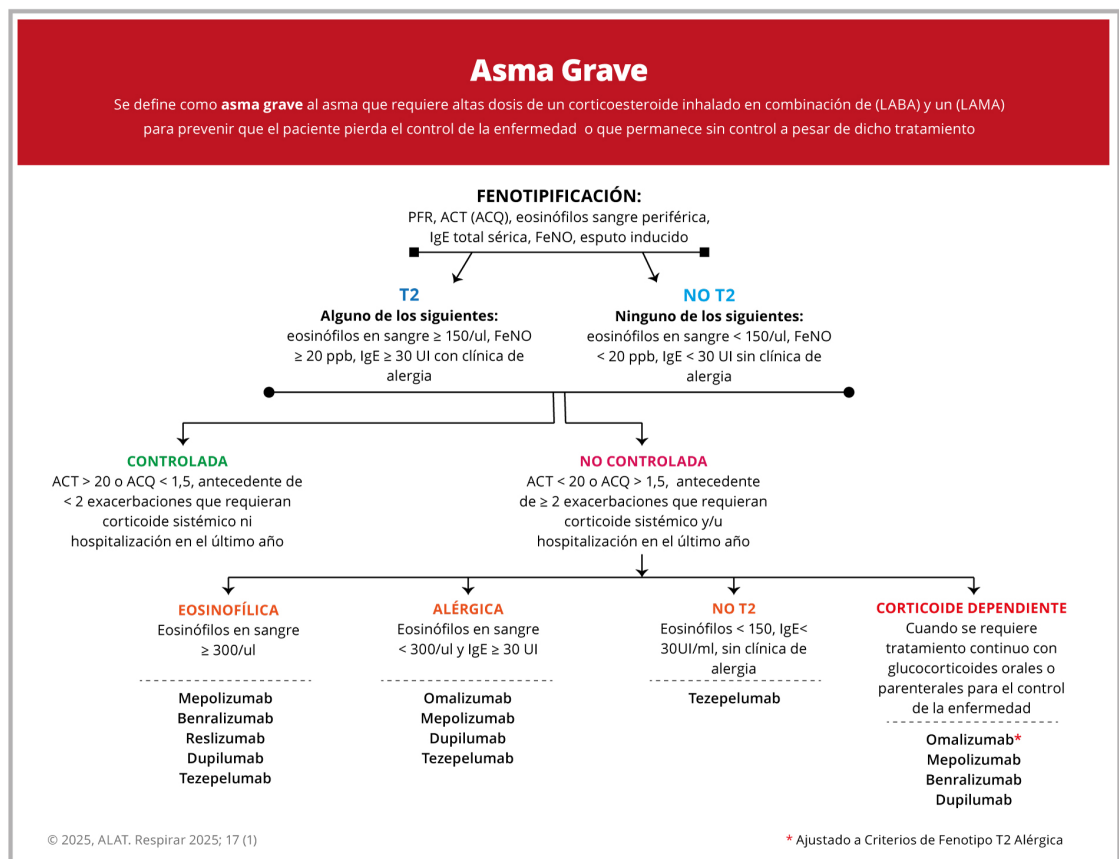 Asma Grave
Se define como asma grave al asma que requiere altas dosis de un corticoesteroide inhalado en combinación de (LABA) y un (LAMA)
para prevenir que el paciente pierda el control de la enfermedad o que permanece sin control a pesar de dicho tratamiento
FENOTIPIFICACIÓN:
PFR, ACT (ACQ), eosinófilos sangre periférica,
IgE total sérica, FeNO, esputo inducido
T2
Alguno de los siguientes:
eosinófilos en sangre ≥ 150/ul, FeNO
≥ 20 ppb, IgE ≥ 30 UI con clínica de
alergia
NO T2
Ninguno de los siguientes:
eosinófilos en sangre < 150/ul, FeNO
< 20 ppb, IgE < 30 UI sin clínica de
alergia
CONTROLADA
ACT > 20 o ACQ < 1,5, antecedente de
< 2 exacerbaciones que requieran
corticoide sistémico ni
hospitalización en el último año
NO CONTROLADA
ACT < 20 o ACQ > 1,5, antecedente
de ≥ 2 exacerbaciones que requieran
corticoide sistémico y/u
hospitalización en el último año
EOSINOFÍLICA
Eosinófilos en sangre
≥ 300/ul
Mepolizumab
Benralizumab
Reslizumab
Dupilumab
Tezepelumab
ALÉRGICA
Eosinófilos en sangre
< 300/ul y IgE ≥ 30 UI
Omalizumab
Mepolizumab
Dupilumab
Tezepelumab
NO T2
Eosinófilos < 150, IgE<
30UI/ml, sin clínica de
alergia
Tezepelumab
CORTICOIDE DEPENDIENTE
Cuando se requiere
tratamiento continuo con
glucocorticoides orales o
parenterales para el control
de la enfermedad
Omalizumab*
Mepolizumab
Benralizumab
Dupilumab
© 2025, ALAT. Respirar 2025; 17 (1)
* Ajustado a Criterios de Fenotipo T2 Alérgica